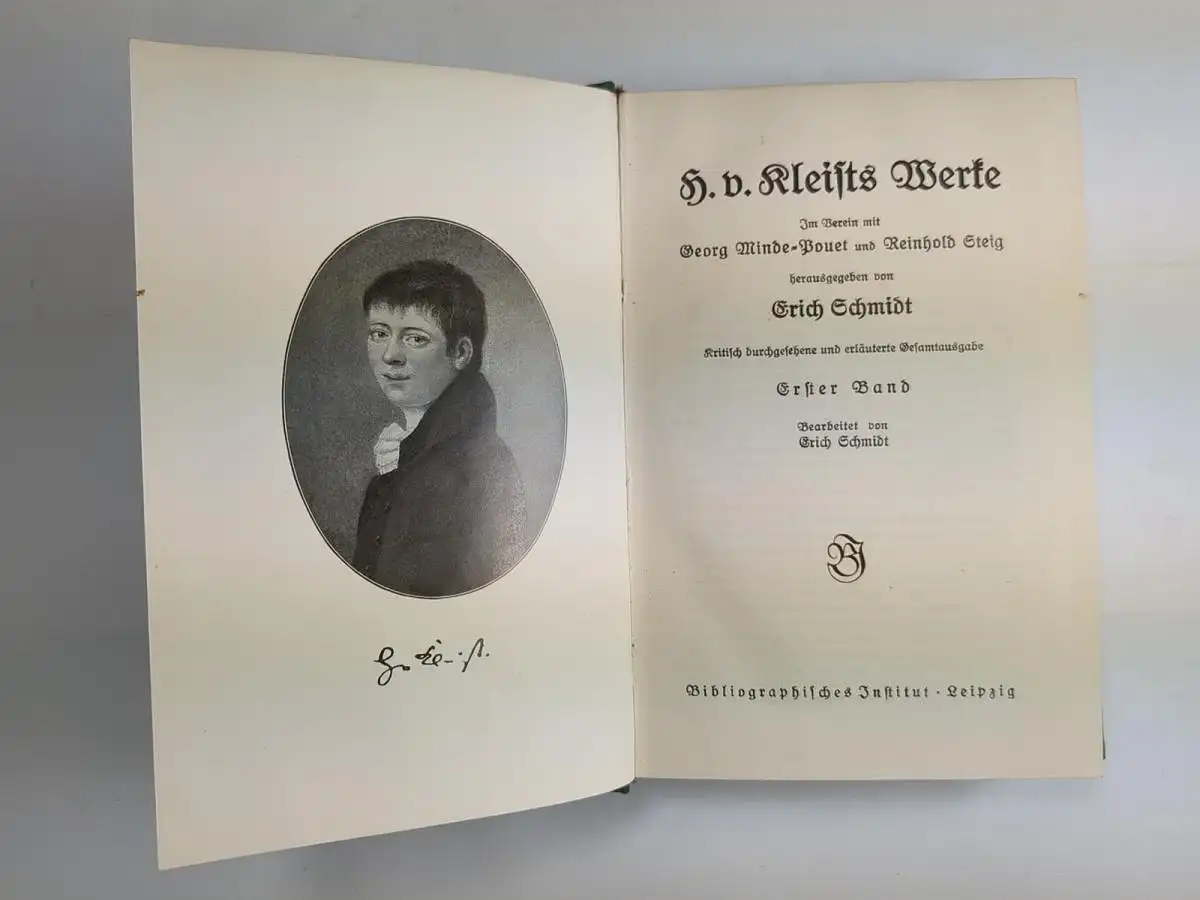 H. v. Kleist
H. v. Kleiſts Werke
Im Verein mit
Georg Minde-Pouet und Reinhold Steig
herausgegeben von
Erich Schmidt
Kritiſch durchgeſehene und erläuterte Geſamtausgabe
Erſter Band
Bearbeitet von
Erich Schmidt
BI
Bibliographiſches Inſtitut · Leipzig